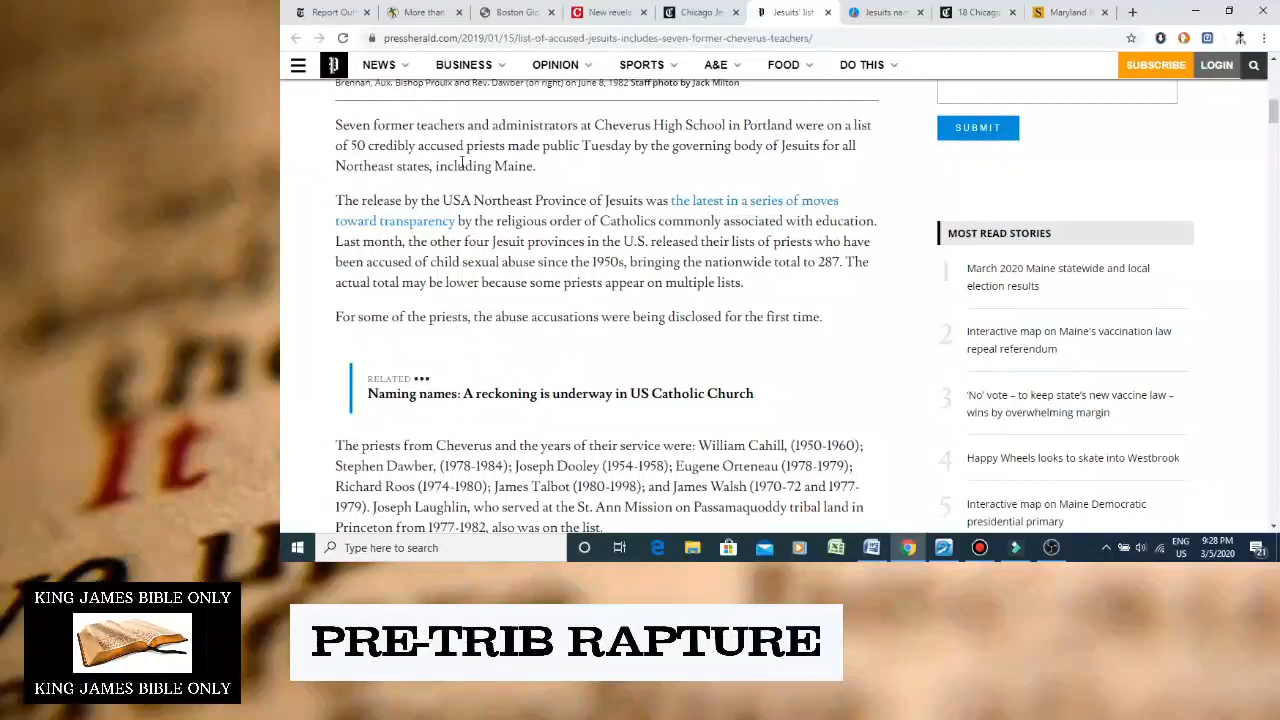 Report Out
More than
Boston Glo
New revel
Chicago Je
Jesuits' list
Jesuits nam
18 Chicago
Maryland P
pressherald.com/2019/01/15/list-of-accused-jesuits-includes-seven-former-cheverus-teachers/
NEWS BUSINESS OPINION SPORTS A&E FOOD DO THIS SUBSCRIBE LOGIN
Brennan, Aux. Bishop Proulx and Rev. Dawber (on right) on June 8, 1982 Staff photo by Jack Milton
Seven former teachers and administrators at Cheverus High School in Portland were on a list
of 50 credibly accused priests made public Tuesday by the governing body of Jesuits for all
Northeast states, including Maine.
The release by the USA Northeast Province of Jesuits was the latest in a series of moves
toward transparency by the religious order of Catholics commonly associated with education.
Last month, the other four Jesuit provinces in the U.S. released their lists of priests who have
been accused of child sexual abuse since the 1950s, bringing the nationwide total to 287. The
actual total may be lower because some priests appear on multiple lists.
For some of the priests, the abuse accusations were being disclosed for the first time.
RELATED •••
Naming names: A reckoning is underway in US Catholic Church
The priests from Cheverus and the years of their service were: William Cahill, (1950-1960);
Stephen Dawber, (1978-1984); Joseph Dooley (1954-1958); Eugene Orteneau (1978-1979);
Richard Roos (1974-1980); James Talbot (1980-1998); and James Walsh (1970-72 and 1977-
1979). Joseph Laughlin, who served at the St. Ann Mission on Passamaquoddy tribal land in
Princeton from 1977-1982, also was on the list.
SUBMIT
MOST READ STORIES
1 March 2020 Maine statewide and local
election results
2 Interactive map on Maine's vaccination law
repeal referendum
3 'No' vote – to keep state's new vaccine law –
wins by overwhelming margin
4 Happy Wheels looks to skate into Westbrook
5 Interactive map on Maine Democratic
presidential primary
Type here to search
ENG
US
9:28 PM
3/5/2020
21
It
KING JAMES BIBLE ONLY
KING JAMES BIBLE ONLY
PRE-TRIB RAPTURE